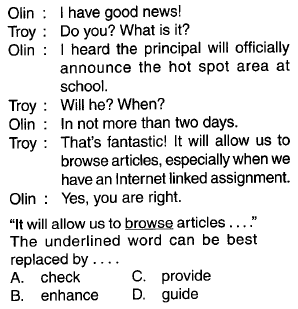 Olin : I have good news!
Troy : Do you? What is it?
Olin : I heard the principal will officially
announce the hot spot area at
school.
Troy : Will he? When?
Olin : In not more than two days.
Troy : That's fantastic! It will allow us to
browse articles, especially when we
have an Internet linked assignment.
Olin : Yes, you are right.
“It will allow us to browse articles . . . .”
The underlined word can be best
replaced by . . . .
A. check C. provide
B. enhance D. guide